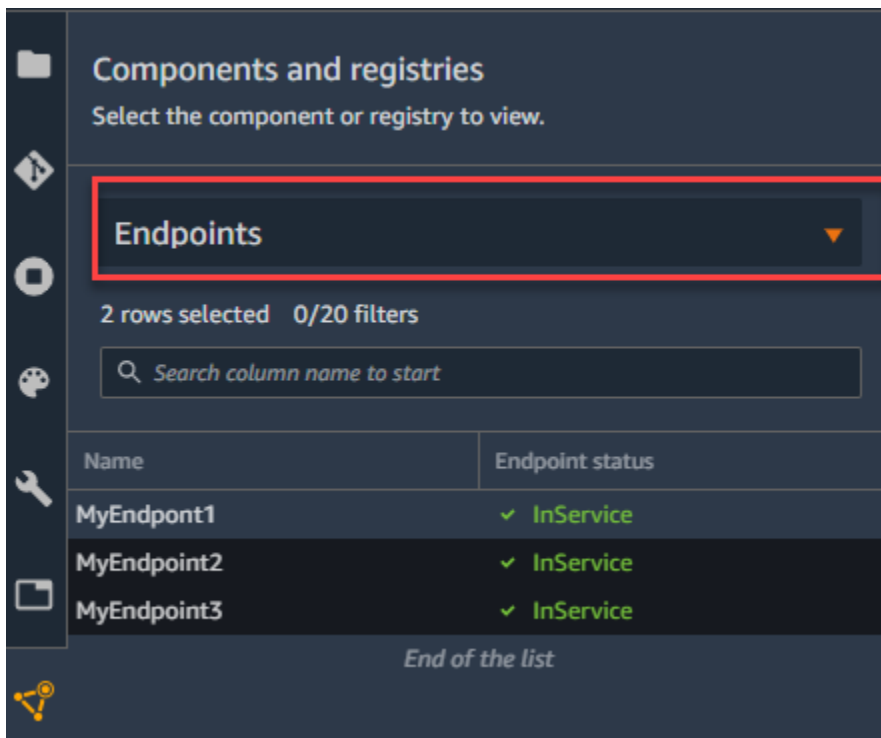 Components and registries
Select the component or registry to view.
Endpoints
2 rows selected 0/20 filters
Search column name to start
Name Endpoint status
MyEndpont1 InService
MyEndpoint2 InService
MyEndpoint3 InService
End of the list